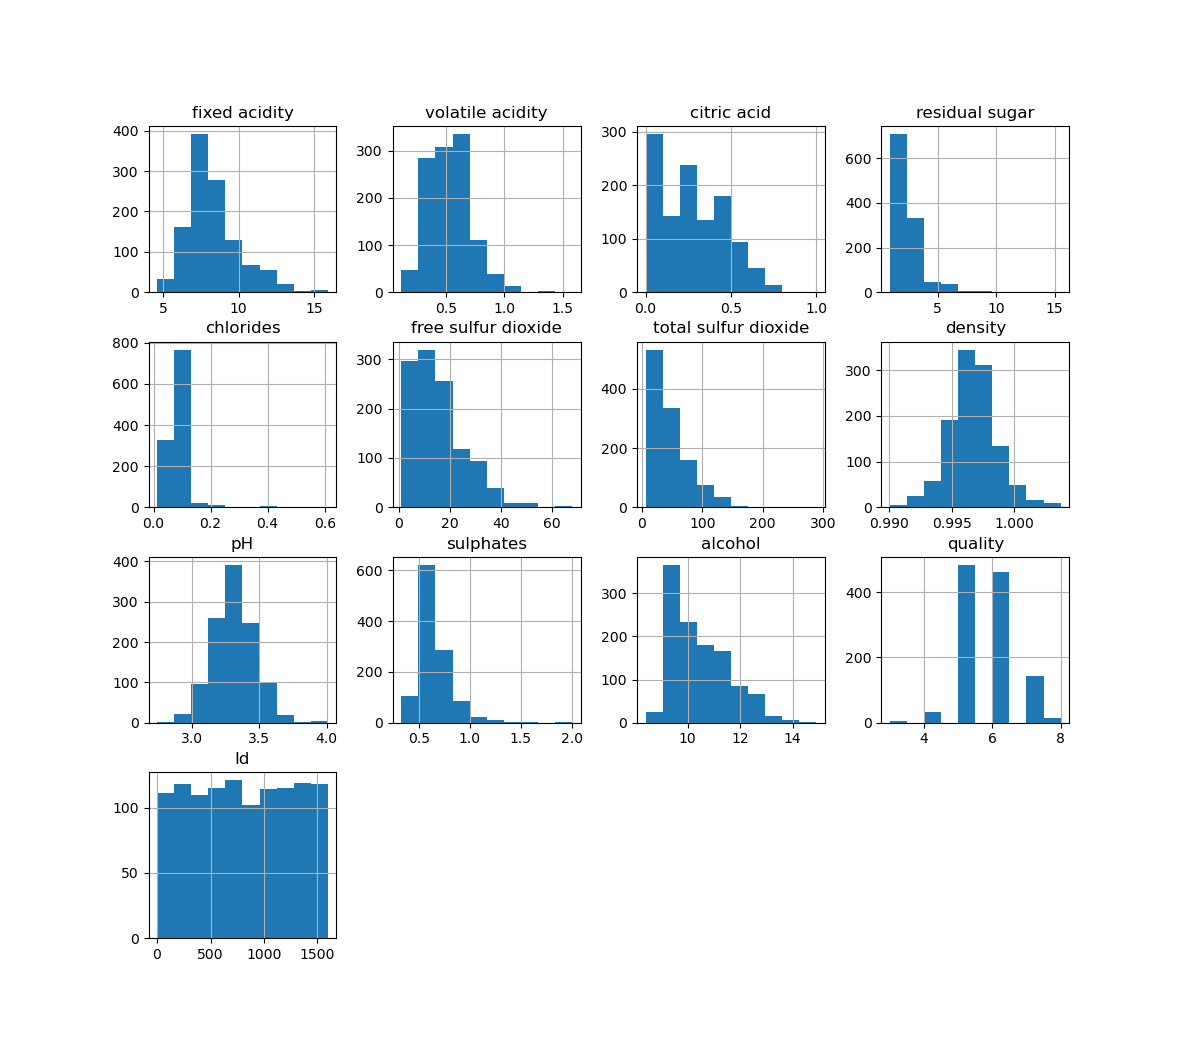 fixed acidity volatile acidity citric acid residual sugar
400 300 200 100 0
300 200 100 0
300 200 100 0
600 400 200 0
5 10 15
0.5 1.0 1.5
0.0 0.5 1.0
5 10 15
chlorides free sulfur dioxide total sulfur dioxide density
800 600 400 200 0
300 200 100 0
400 200 0
300 200 100 0
0.0 0.2 0.4 0.6
0 20 40 60
0 100 200 300
0.990 0.995 1.000
pH sulphates alcohol quality
400 300 200 100 0
600 400 200 0
300 200 100 0
400 200 0
3.0 3.5 4.0
0.5 1.0 1.5 2.0
10 12 14
4 6 8
Id
100 50 0
0 500 1000 1500